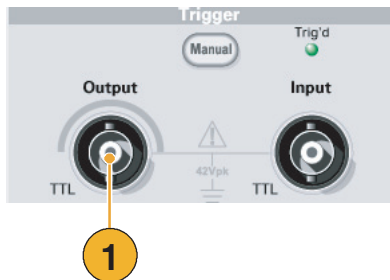 Trigger
Manual
Trig'd
Output
Input
42Vpk
TTL
TTL
1